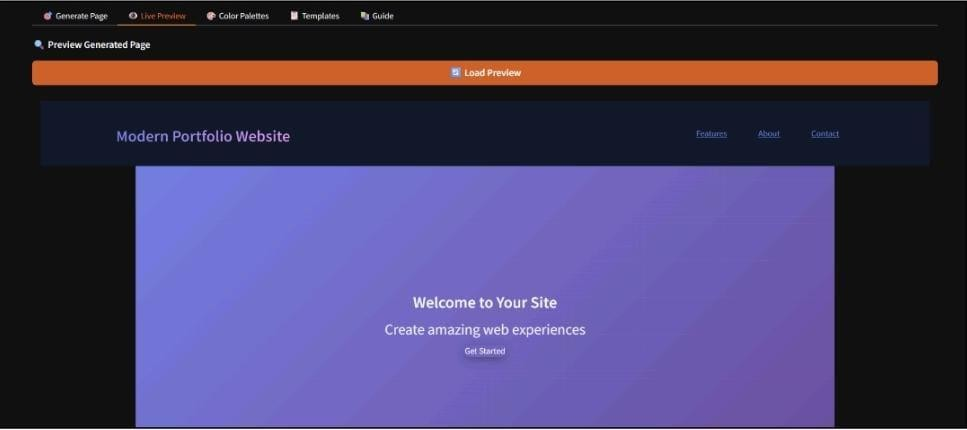 Generate Page Live Preview Color Palettes Templates Guide
Preview Generated Page
Load Preview
Modern Portfolio Website Features About Contact
Welcome to Your Site
Create amazing web experiences
Get Started